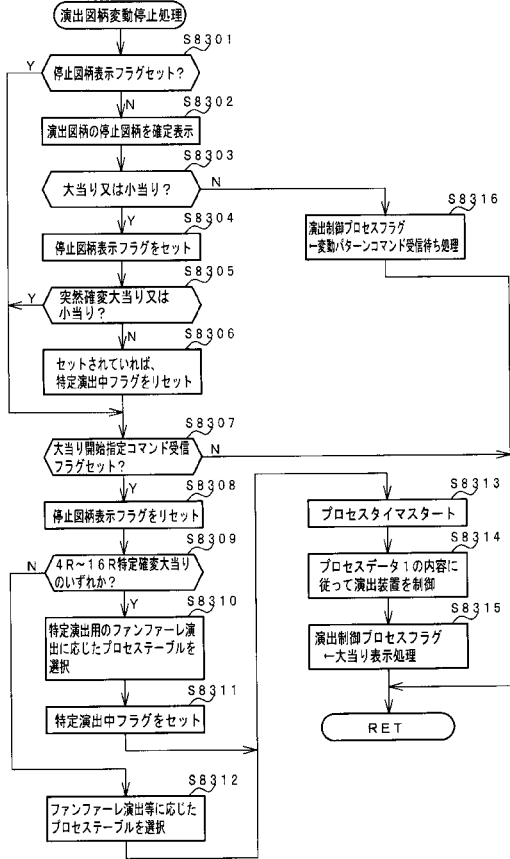 演出図柄変動停止処理
S8301
停止図柄表示フラグセット？
Y
N
S8302
演出図柄の停止図柄を確定表示
S8303
大当り又は小当り？
N
Y
S8304
停止図柄表示フラグをセット
S8305
突然確変大当り又は
小当り？
Y
N
S8306
セットされていれば、
特定演出中フラグをリセット
S8307
大当り開始指定コマンド受信
フラグセット？
N
Y
S8308
停止図柄表示フラグをリセット
S8309
4R～16R特定確変大当り
のいずれか？
N
Y
S8310
特定演出用のファンファーレ演
出に応じたプロセステーブルを
選択
S8311
特定演出中フラグをセット
S8312
ファンファーレ演出等に応じた
プロセステーブルを選択
S8316
演出制御プロセスフラグ
←変動パターンコマンド受信待ち処理
S8313
プロセスタイマスタート
S8314
プロセスデータ1の内容に
従って演出装置を制御
S8315
演出制御プロセスフラグ
←大当り表示処理
RET